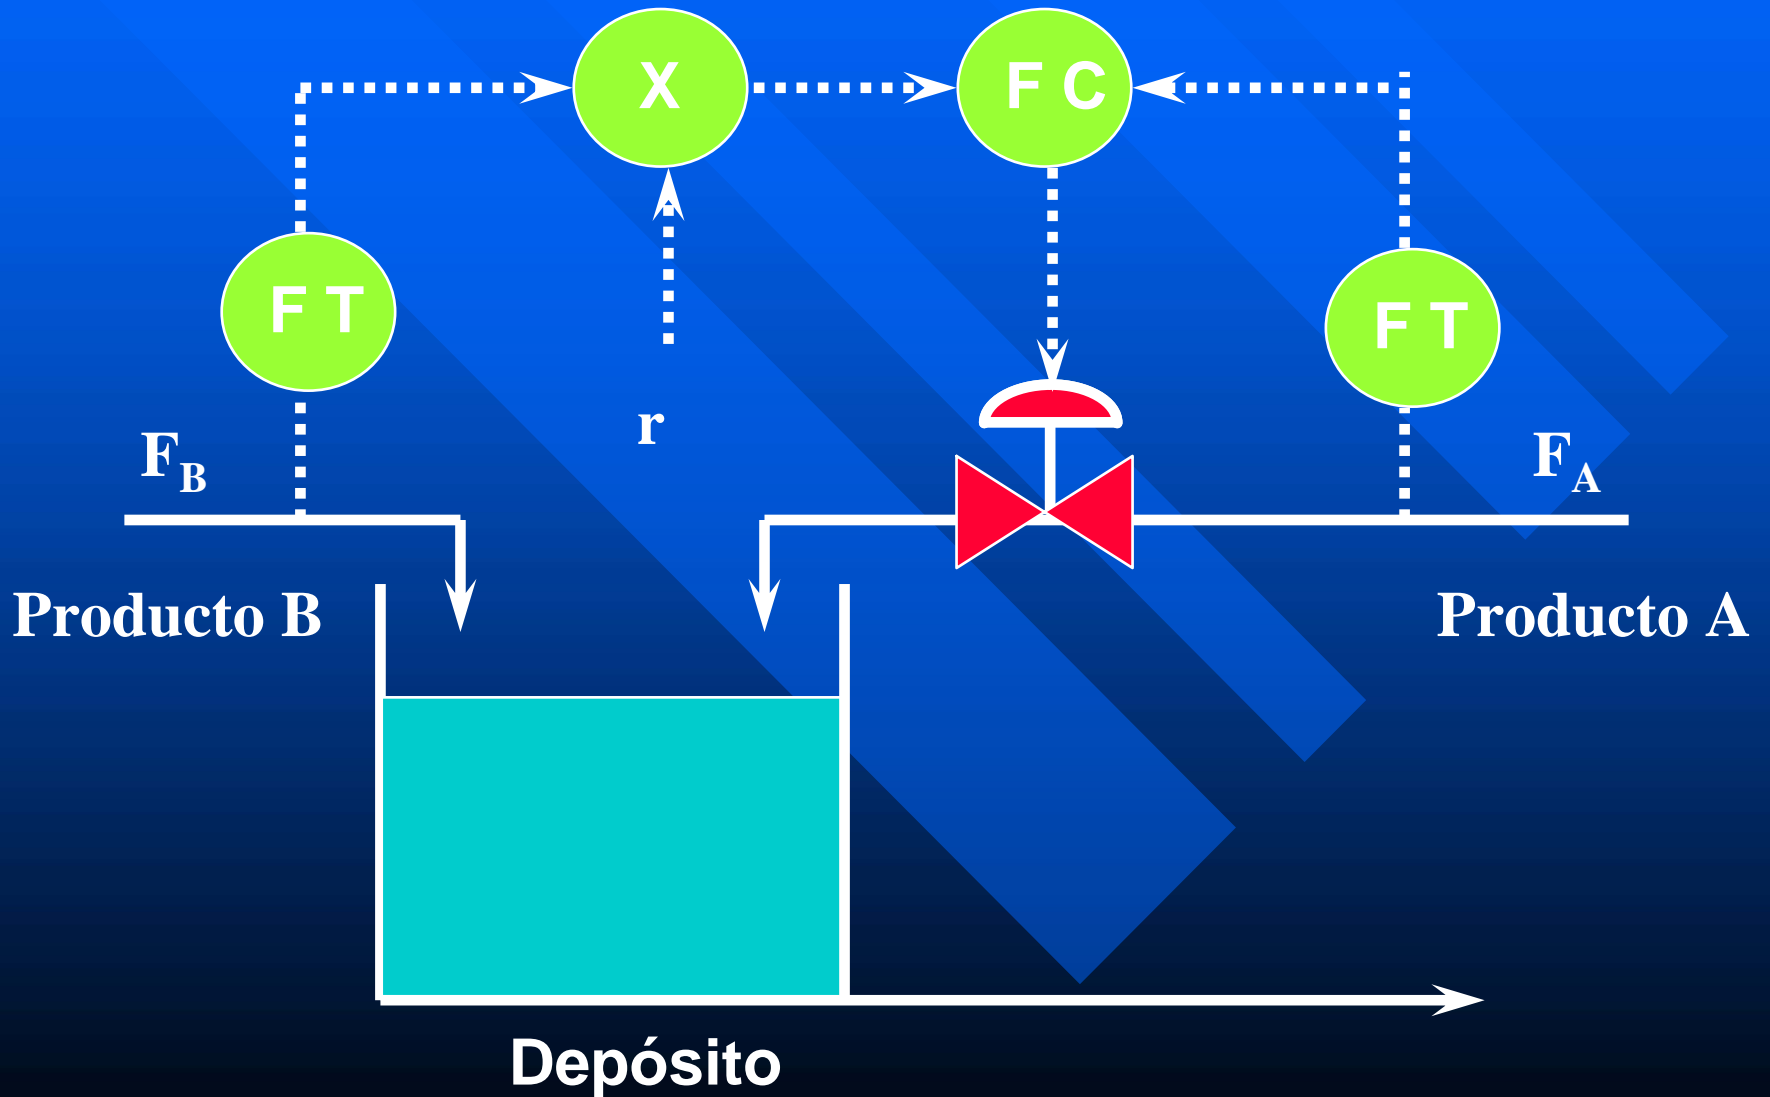 X
F C
F T
F T
r
F_B
F_A
Producto B
Producto A
Depósito